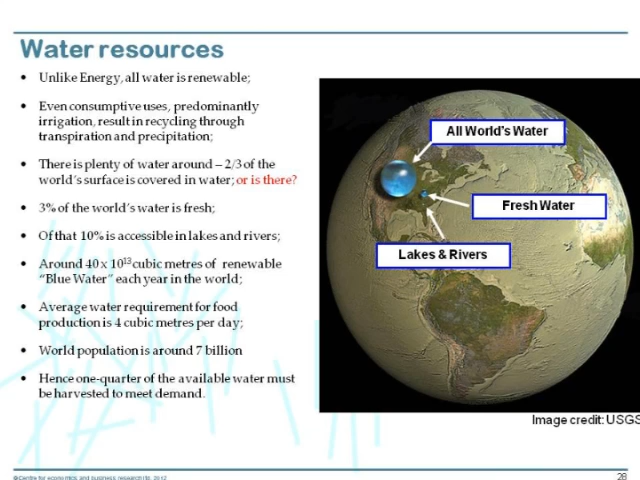 Water resources
• Unlike Energy, all water is renewable;
• Even consumptive uses, predominantly
irrigation, result in recycling through
transpiration and precipitation;
• There is plenty of water around – 2/3 of the
world's surface is covered in water; or is there?
• 3% of the world's water is fresh;
• Of that 10% is accessible in lakes and rivers;
• Around 40 x 10¹³ cubic metres of renewable
"Blue Water" each year in the world;
• Average water requirement for food
production is 4 cubic metres per day;
• World population is around 7 billion
• Hence one-quarter of the available water must
be harvested to meet demand.
All World's Water
Fresh Water
Lakes & Rivers
Image credit: USGS
© Centre for economics and business research ltd, 2012
28